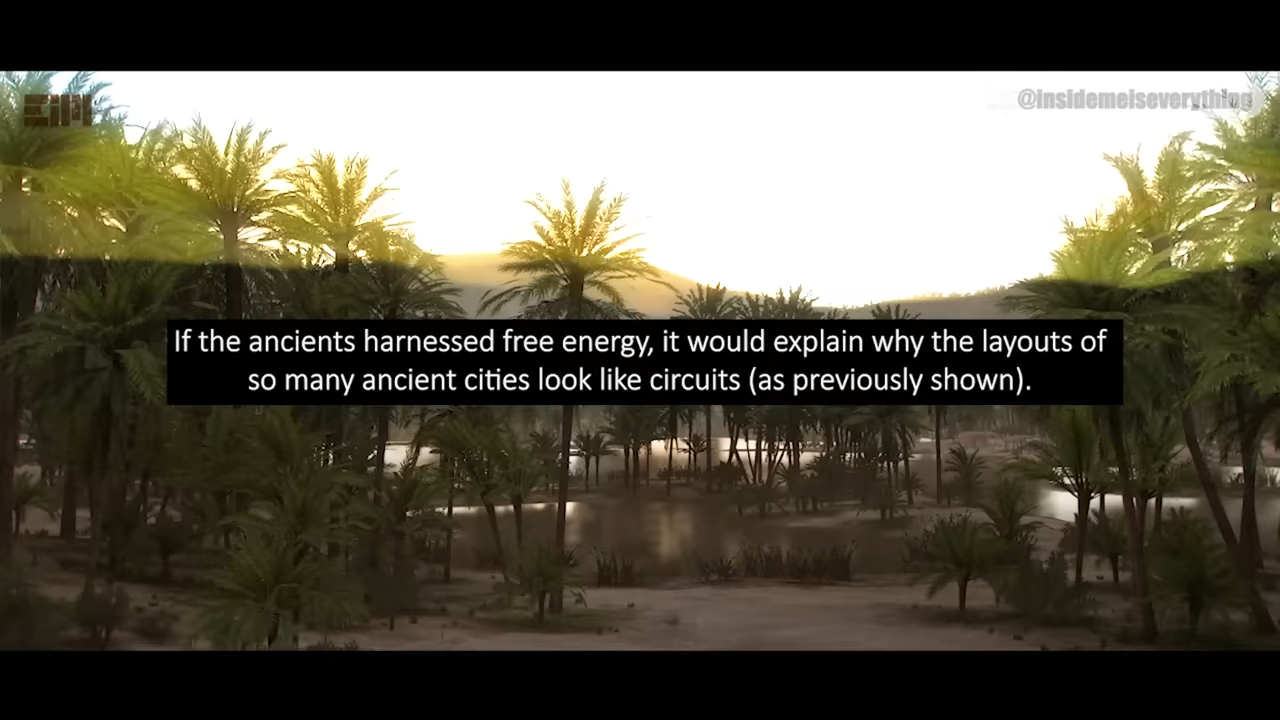 EIM
@insidemeiseverything
If the ancients harnessed free energy, it would explain why the layouts of
so many ancient cities look like circuits (as previously shown).